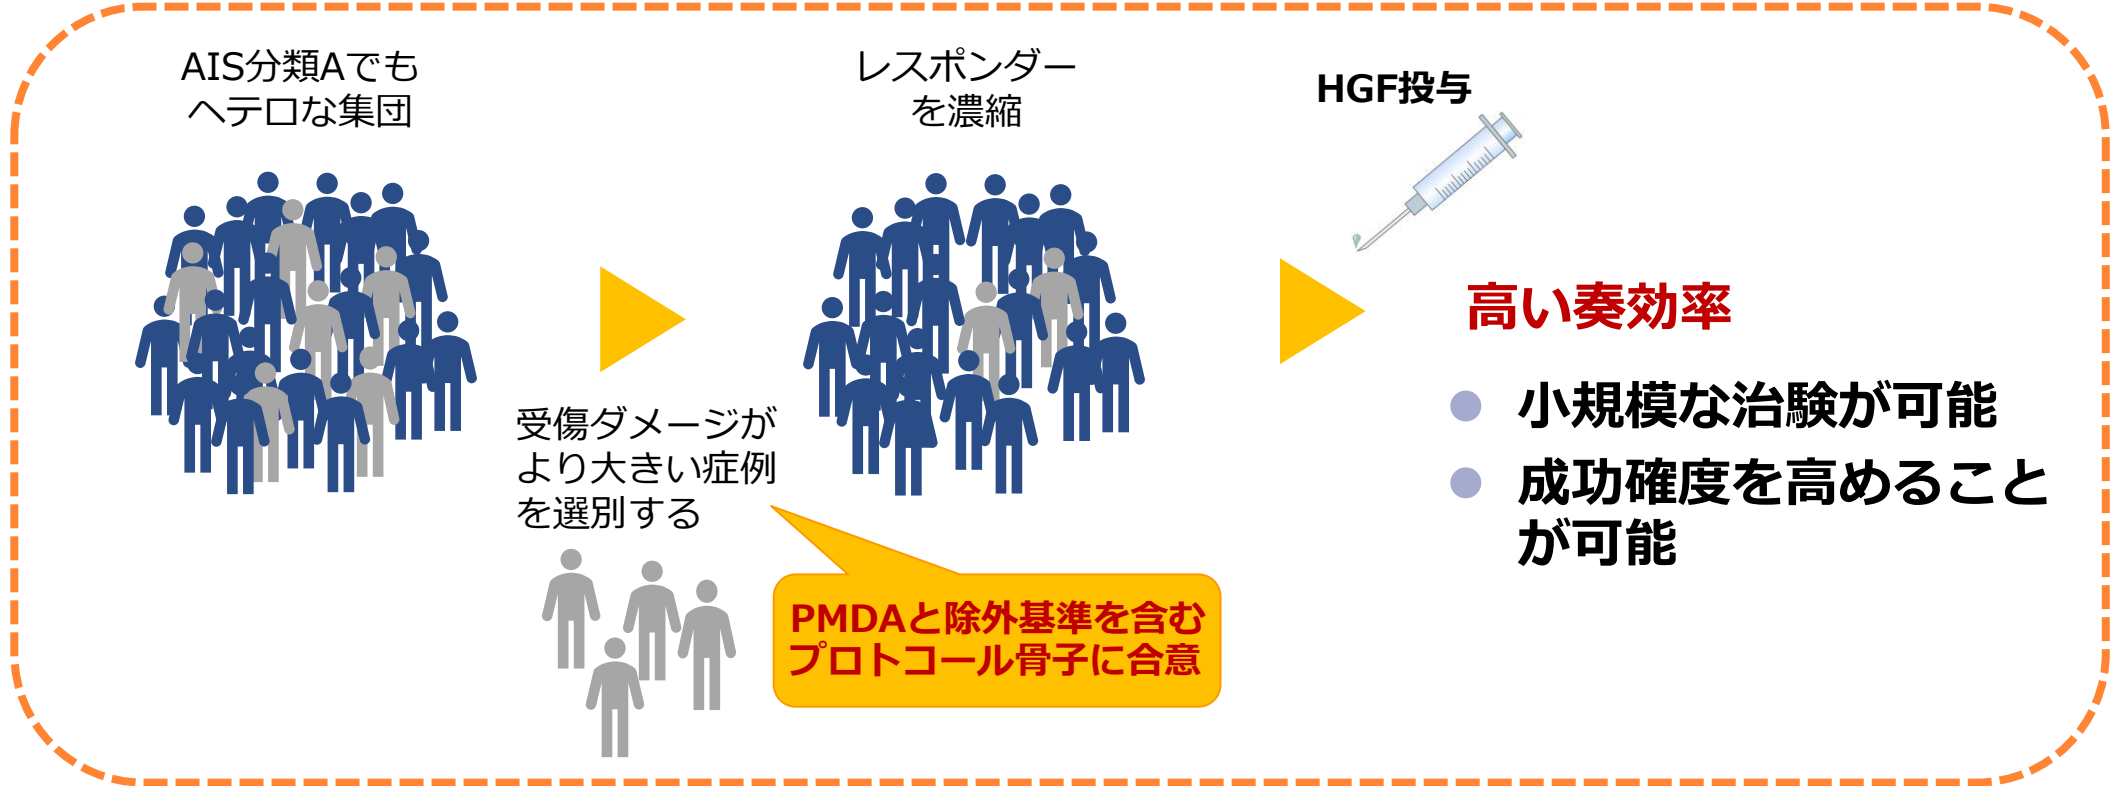 AIS分類Aでも
ヘテロな集団
レスポンダー
を濃縮
HGF投与
受傷ダメージが
より大きい症例
を選別する
PMDAと除外基準を含む
プロトコール骨子に合意
高い奏効率
● 小規模な治験が可能
● 成功確度を高めること
が可能